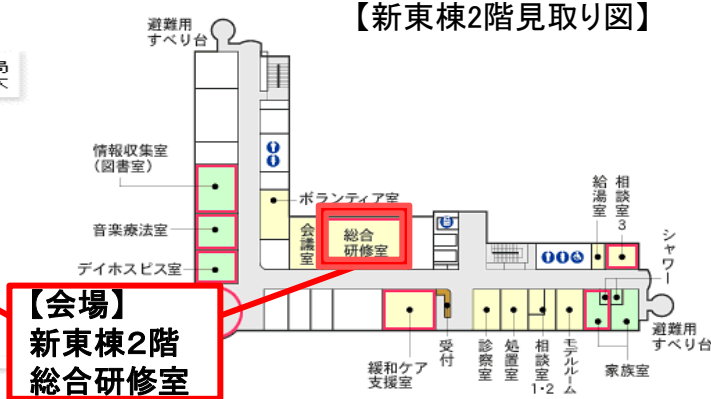 【新東棟2階見取り図】
避難用
すべり台
情報収集室
(図書室)
音楽療法室
デイホスピス室
ボランティア室
会議室
総合
研修室
給湯室
相談室3
シャワー
避難用
すべり台
【会場】
新東棟2階
総合研修室
緩和ケア
支援室
受付
診察室
処置室
相談室
1・2
モデルルーム
家族室